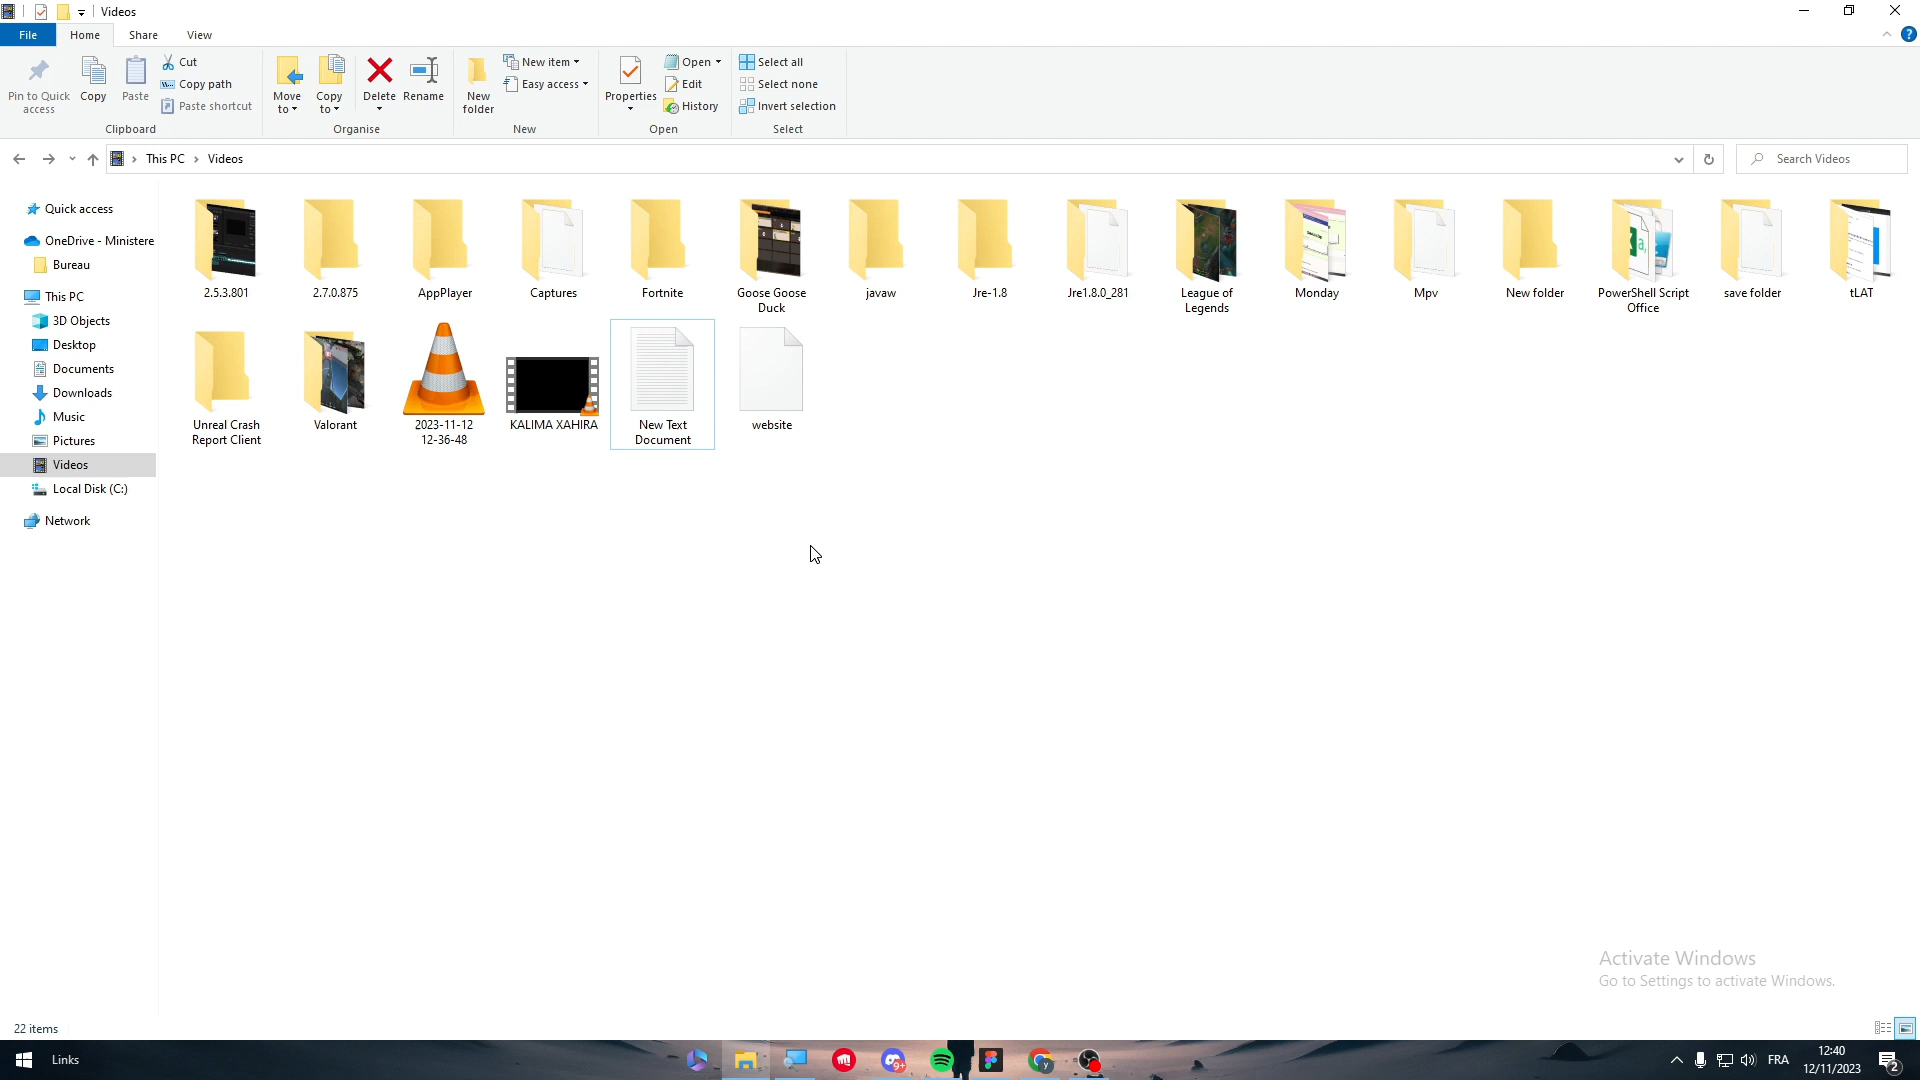 Videos
File Home Share View
Pin to Quick access
Copy
Paste
Cut
Copy path
Paste shortcut
Clipboard
Move to
Copy to
Delete
Rename
Organise
New folder
New item
Easy access
New
Properties
Open
Edit
History
Open
Select all
Select none
Invert selection
Select
This PC > Videos
Search Videos
Quick access
OneDrive - Ministere
Bureau
This PC
3D Objects
Desktop
Documents
Downloads
Music
Pictures
Videos
Local Disk (C:)
Network
2.5.3.801
2.7.0.875
AppPlayer
Captures
Fortnite
Goose Goose
Duck
javaw
Jre-1.8
Jre1.8.0_281
League of
Legends
Monday
Mpv
New folder
PowerShell Script
Office
save folder
tLAT
Unreal Crash
Report Client
Valorant
2023-11-12
12-36-48
KALIMA XAHIRA
New Text
Document
website
Activate Windows
Go to Settings to activate Windows.
22 items
Links
9+
FRA
12:40
12/11/2023
2